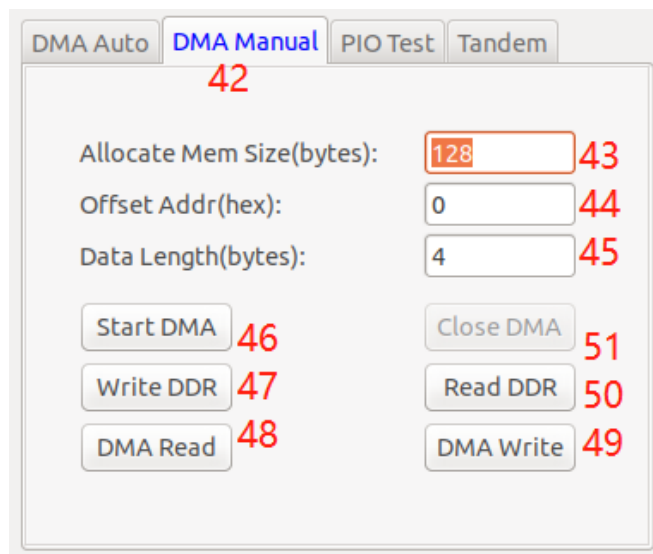 DMA Auto DMA Manual PIO Test Tandem
42
Allocate Mem Size(bytes): 128 43
Offset Addr(hex): 0 44
Data Length(bytes): 4 45
Start DMA 46 Close DMA 51
Write DDR 47 Read DDR 50
DMA Read 48 DMA Write 49